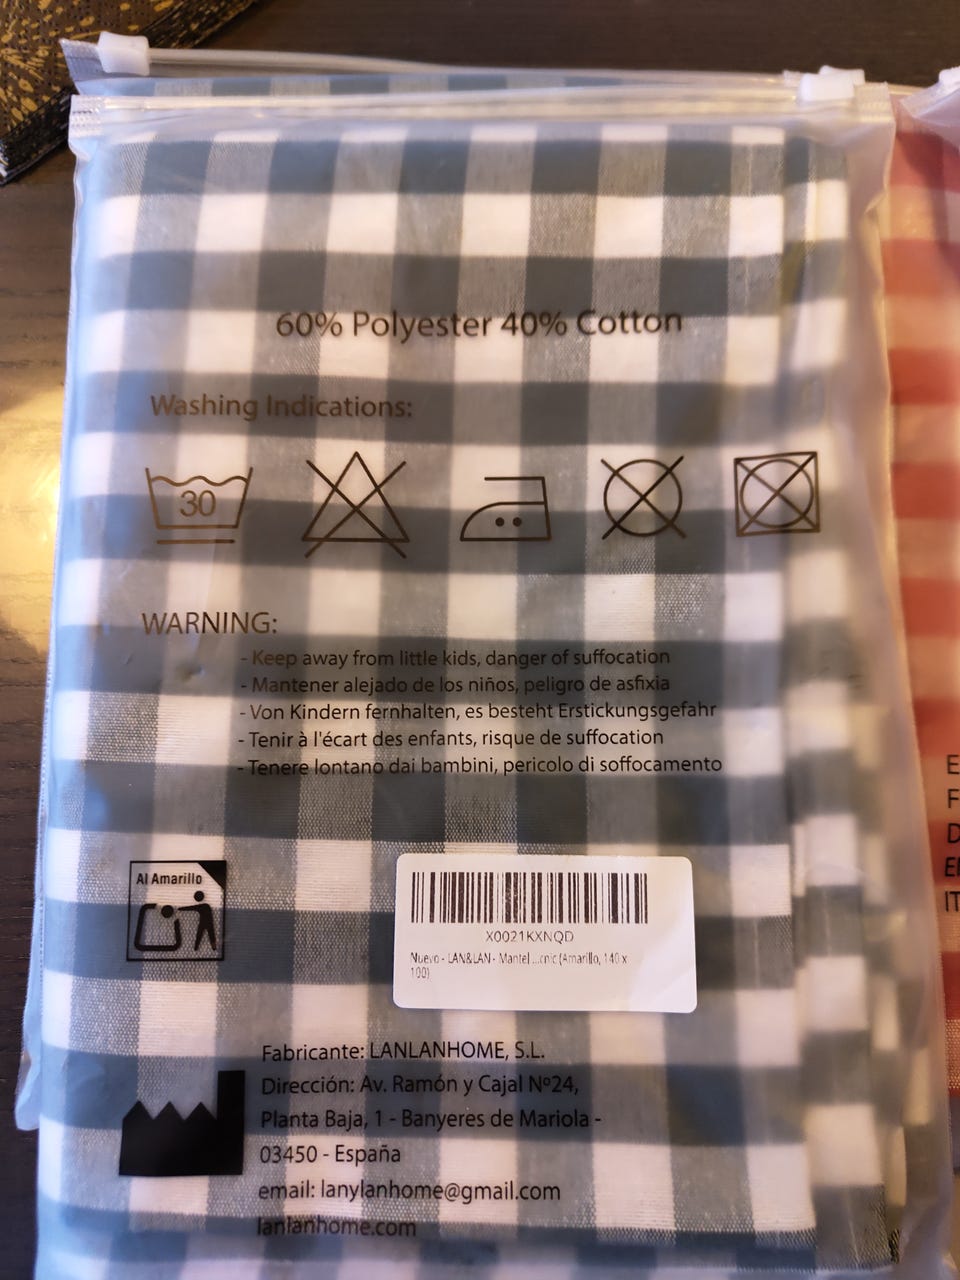 60% Polyester 40% Cotton
Washing Indications:
30
WARNING:
- Keep away from little kids, danger of suffocation
- Mantener alejado de los niños, peligro de asfixia
- Von Kindern fernhalten, es besteht Erstickungsgefahr
- Tenir à l'écart des enfants, risque de suffocation
- Tenere lontano dai bambini, pericolo di soffocamento
Al Amarillo
X0021KXNQD
Nuevo - LAN&LAN - Mantel ...cnic (Amarillo, 140 x
100)
Fabricante: LANLANHOME, S.L.
Dirección: Av. Ramón y Cajal Nº24,
Planta Baja, 1 - Banyeres de Mariola -
03450 - España
email: lanylanhome@gmail.com
lanlanhome.com